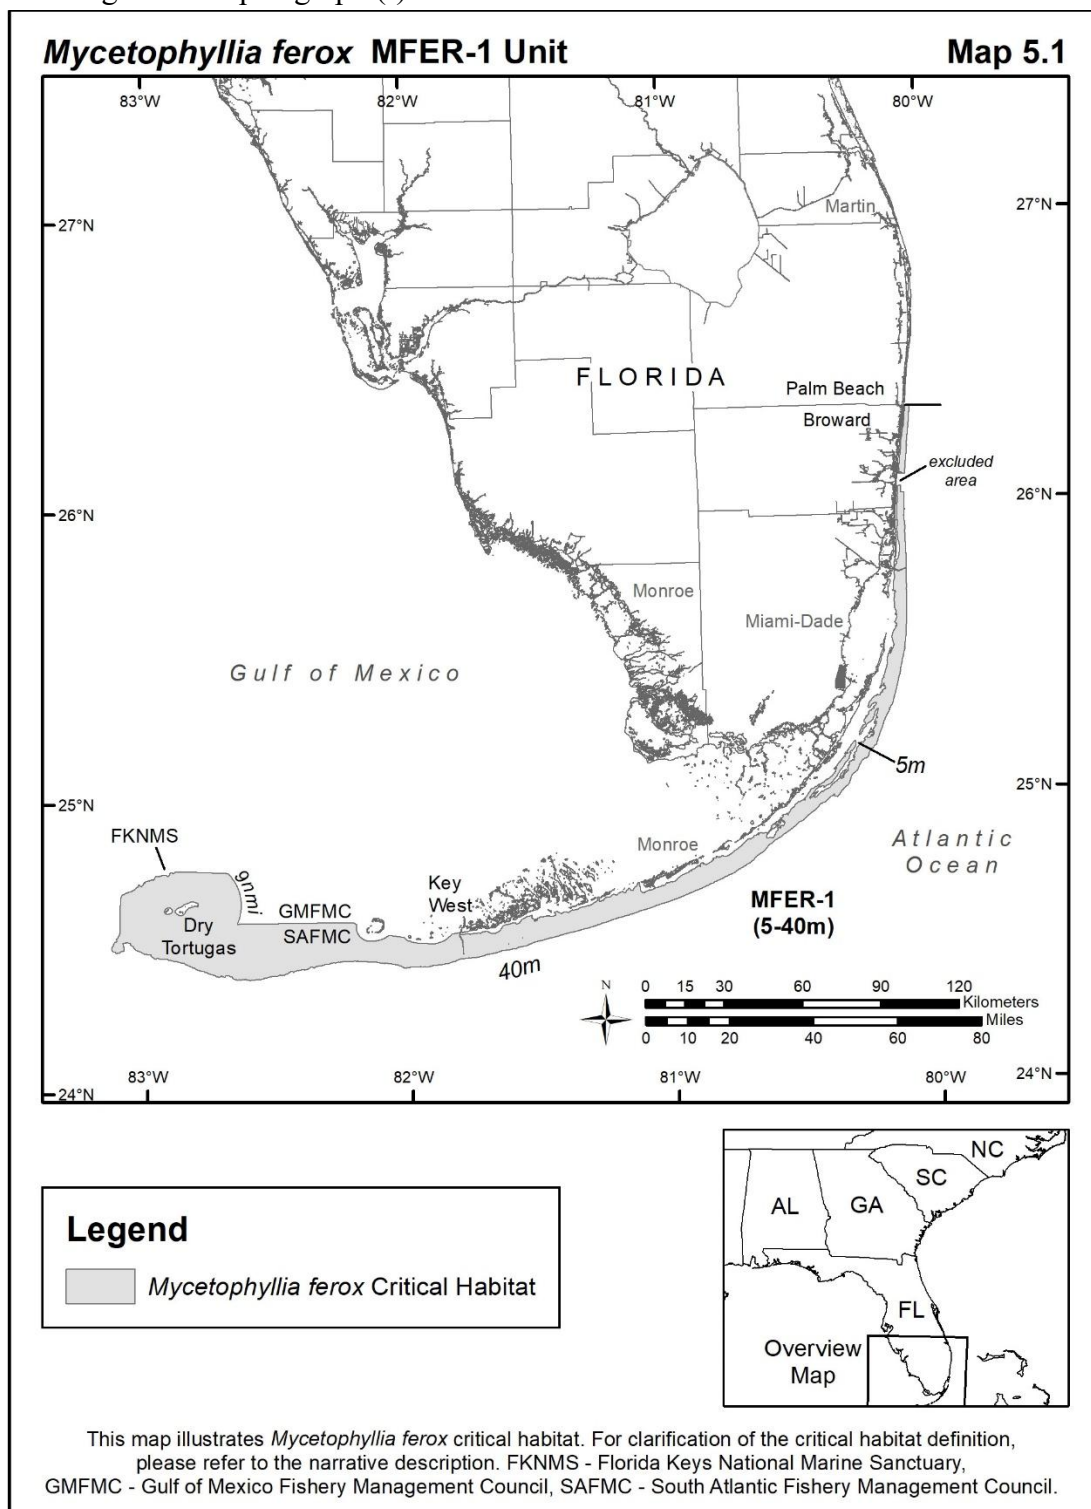 Mycetophyllia ferox MFER-1 Unit
Map 5.1
83°W
82°W
81°W
80°W
27°N
27°N
Martin
FLORIDA
Palm Beach
Broward
excluded
area
26°N
26°N
Monroe
Miami-Dade
Gulf of Mexico
5m
25°N
25°N
Atlantic
Ocean
FKNMS
9nmi
Monroe
Key
West
GMFMC
SAFMC
Dry
Tortugas
MFER-1
(5-40m)
40m
N
0 15 30 60 90 120
Kilometers
Miles
0 10 20 40 60 80
83°W
82°W
81°W
80°W
24°N
24°N
Legend
Mycetophyllia ferox Critical Habitat
NC
SC
AL
GA
FL
Overview
Map
This map illustrates Mycetophyllia ferox critical habitat. For clarification of the critical habitat definition,
please refer to the narrative description. FKNMS - Florida Keys National Marine Sanctuary,
GMFMC - Gulf of Mexico Fishery Management Council, SAFMC - South Atlantic Fishery Management Council.